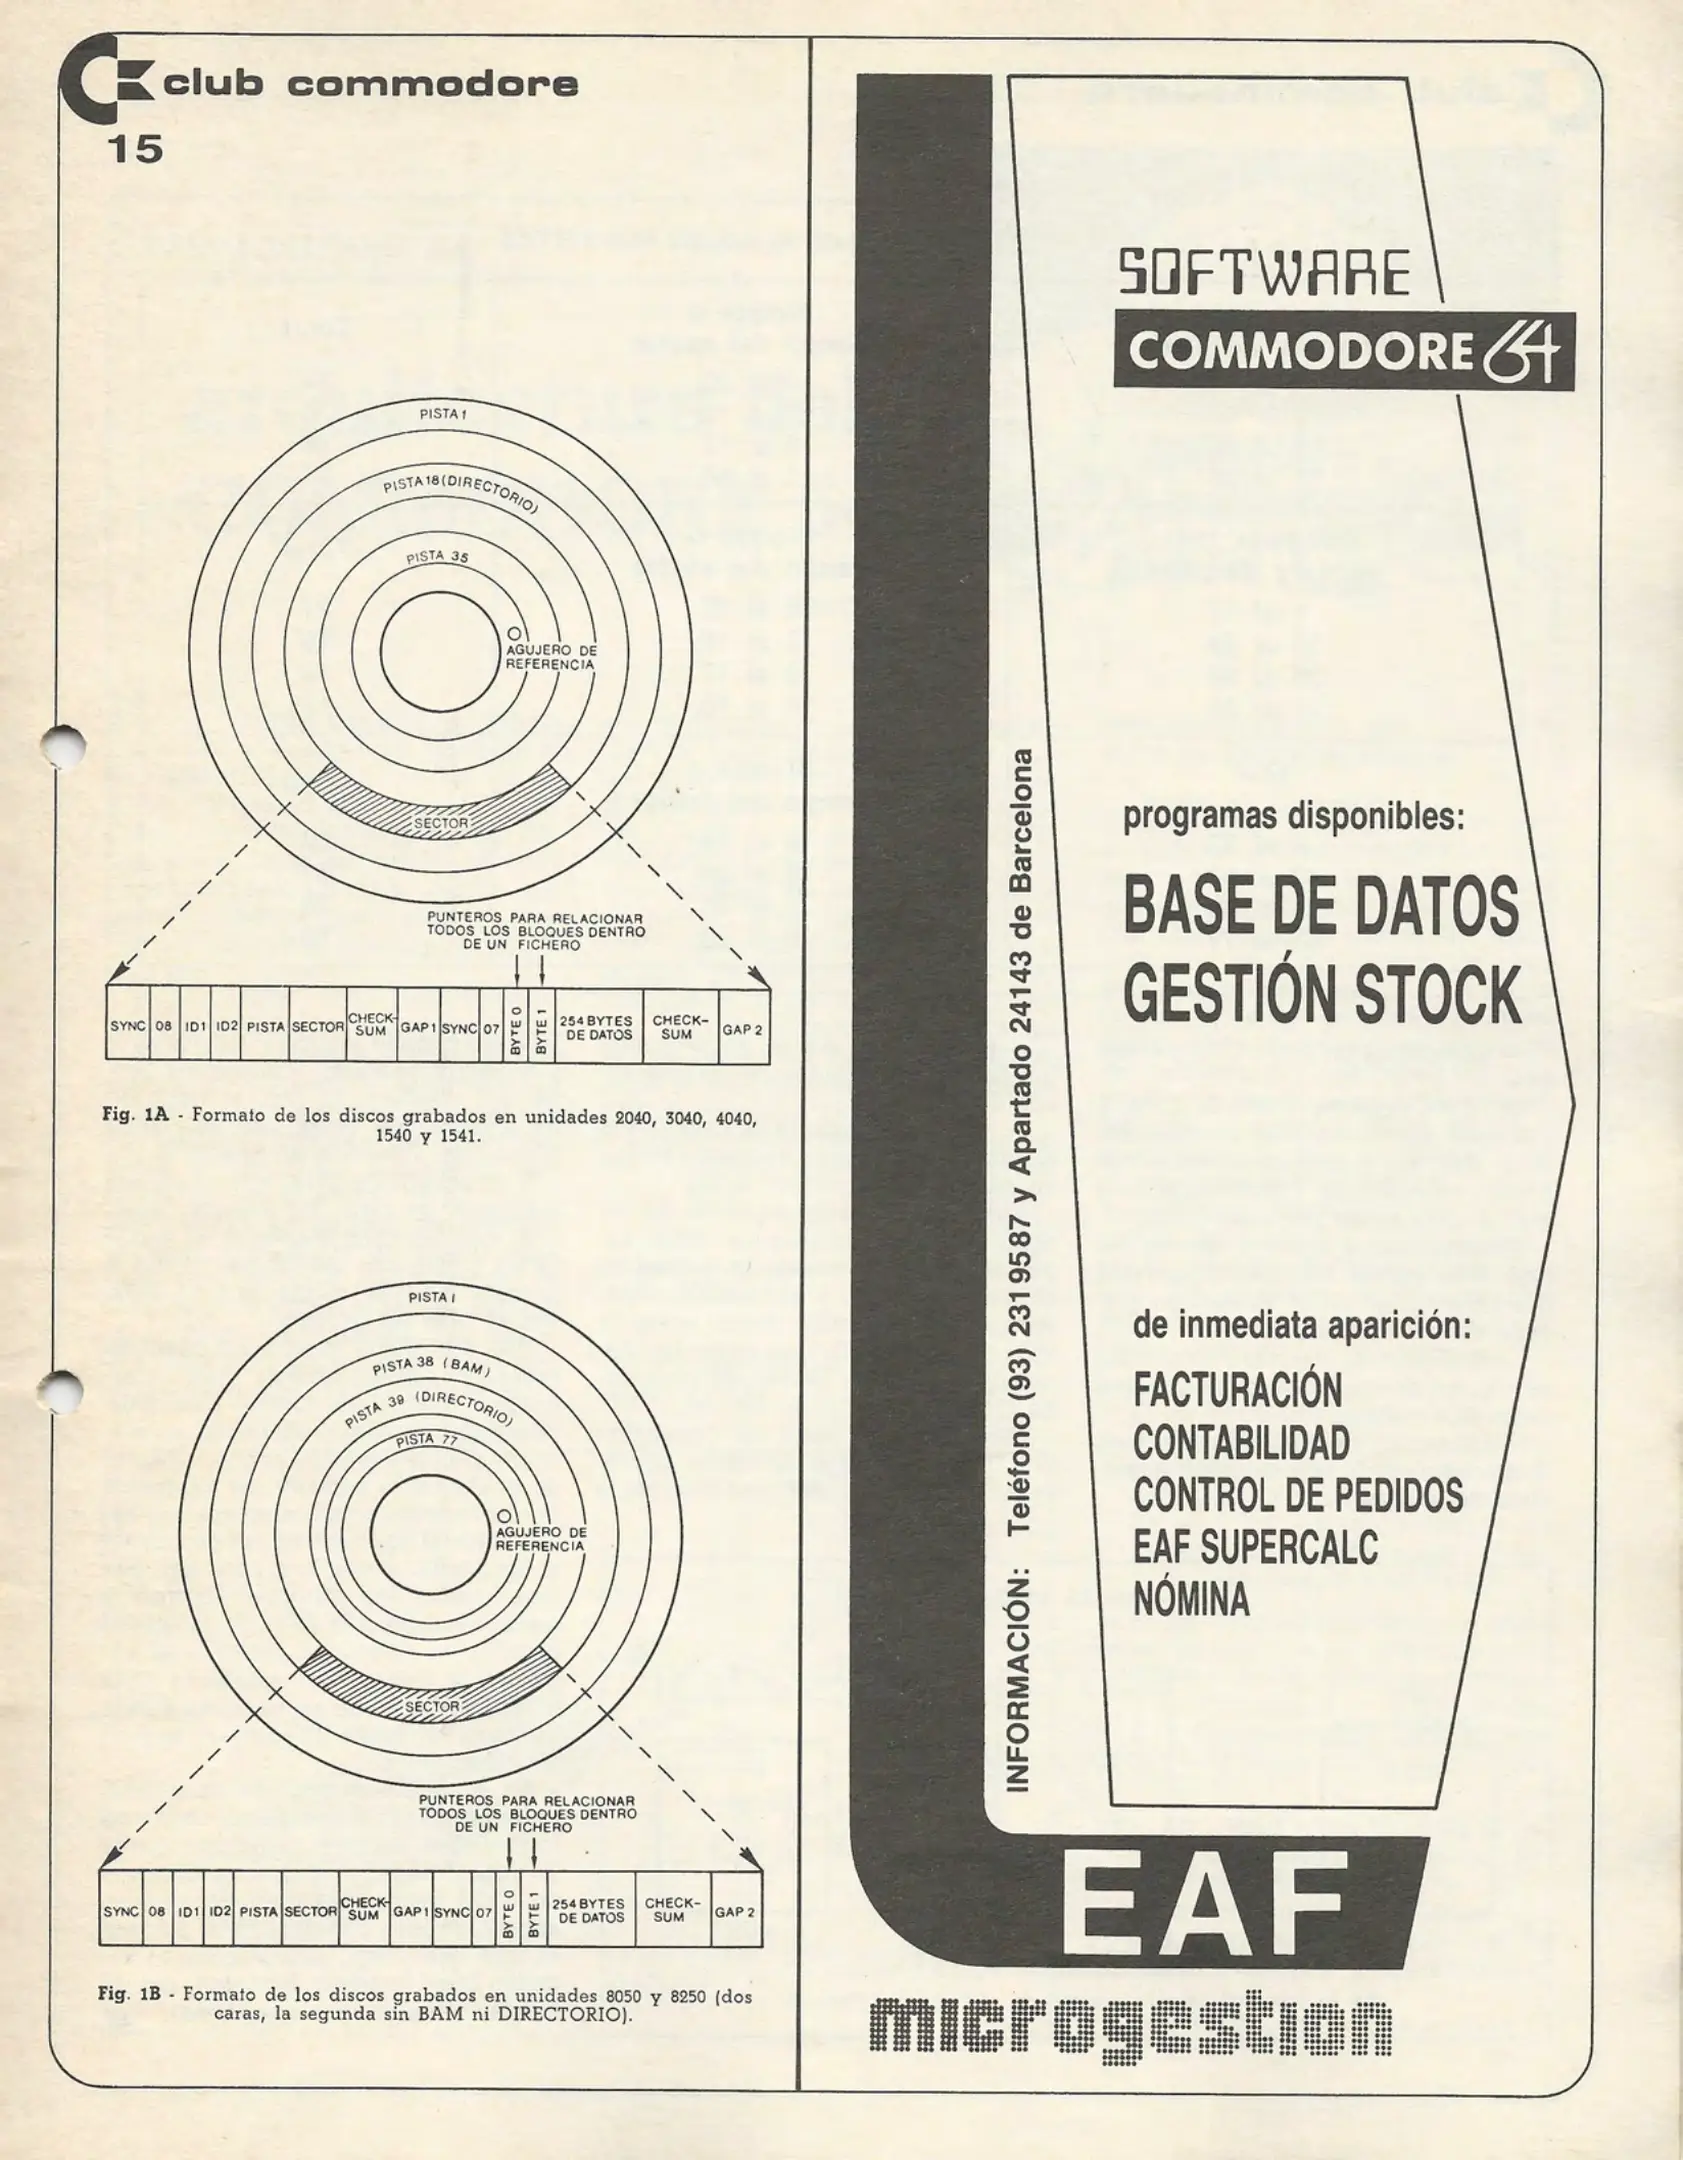 club commodore
15
PISTA 1
PISTA 18 (DIRECTORIO)
PISTA 35
AGUJERO DE
REFERENCIA
SECTOR
PUNTEROS PARA RELACIONAR
TODOS LOS BLOQUES DENTRO
DE UN FICHERO
SYNC 08 ID1 ID2 PISTA SECTOR CHECK-SUM GAP 1 SYNC 07 BYTE 0 BYTE 1 254 BYTES DE DATOS CHECK-SUM GAP 2
Fig. 1A - Formato de los discos grabados en unidades 2040, 3040, 4040,
1540 y 1541.
PISTA 1
PISTA 38 (BAM)
PISTA 39 (DIRECTORIO)
PISTA 77
AGUJERO DE
REFERENCIA
SECTOR
PUNTEROS PARA RELACIONAR
TODOS LOS BLOQUES DENTRO
DE UN FICHERO
SYNC 08 ID1 ID2 PISTA SECTOR CHECK-SUM GAP 1 SYNC 07 BYTE 0 BYTE 1 254 BYTES DE DATOS CHECK-SUM GAP 2
Fig. 1B - Formato de los discos grabados en unidades 8050 y 8250 (dos
caras, la segunda sin BAM ni DIRECTORIO).
SOFTWARE
COMMODORE 64
programas disponibles:
BASE DE DATOS
GESTIÓN STOCK
de inmediata aparición:
FACTURACIÓN
CONTABILIDAD
CONTROL DE PEDIDOS
EAF SUPERCALC
NÓMINA
INFORMACIÓN: Teléfono (93) 231 95 87 y Apartado 24143 de Barcelona
EAF
microgestion